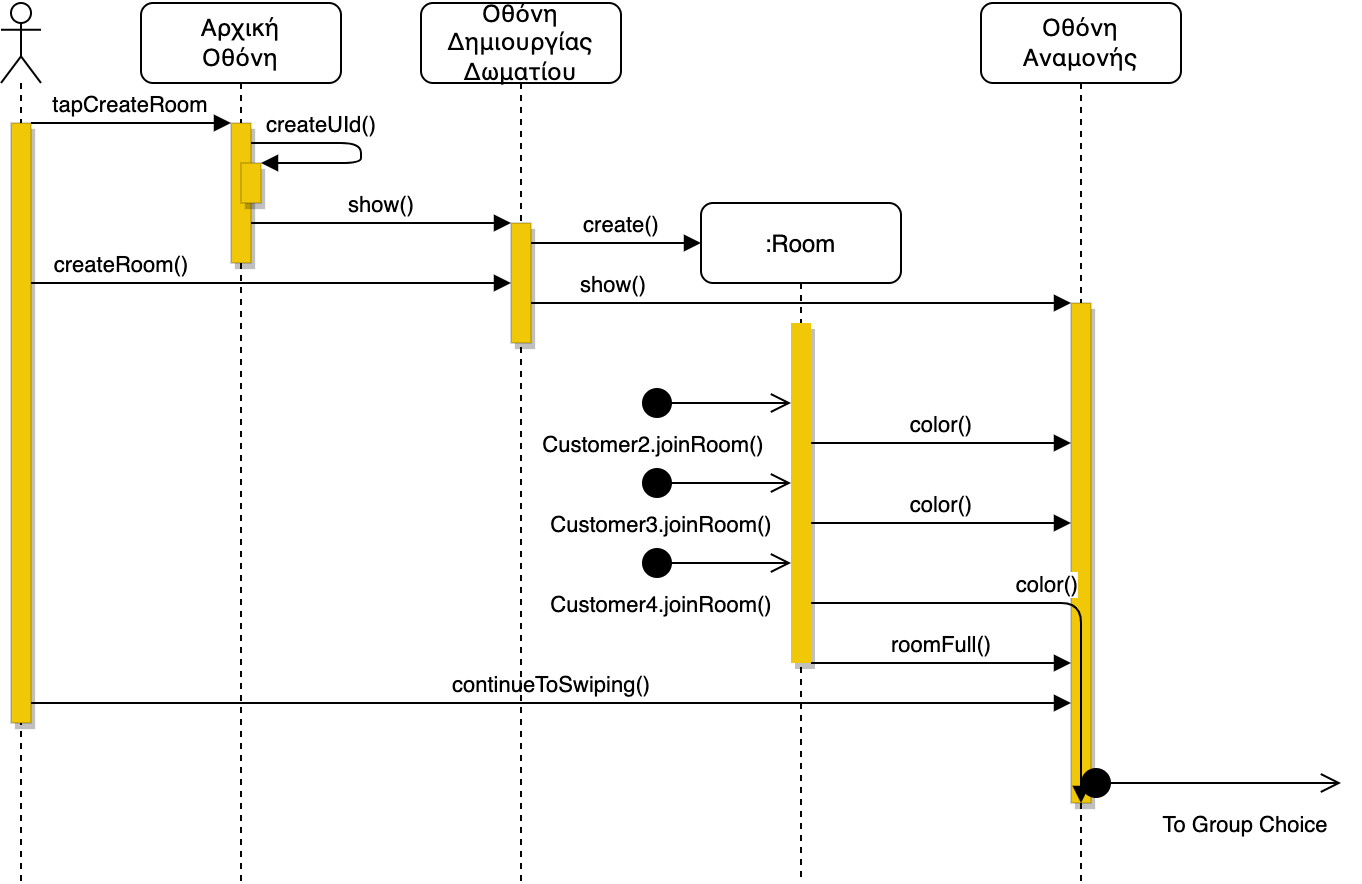 Αρχική
Οθόνη
Οθόνη
Δημιουργίας
Δωματίου
Οθόνη
Αναμονής
tapCreateRoom
createUId()
show()
create()
:Room
createRoom()
show()
Customer2.joinRoom()
color()
Customer3.joinRoom()
color()
Customer4.joinRoom()
color()
roomFull()
continueToSwiping()
To Group Choice